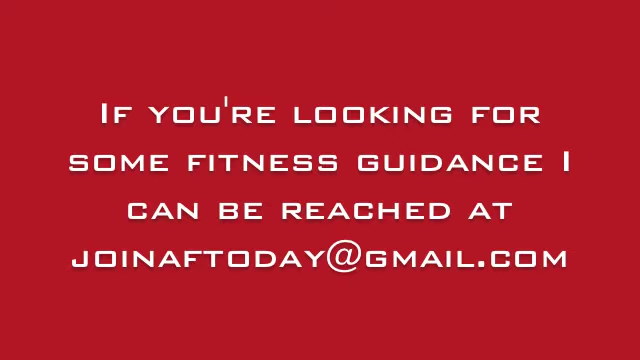 If you're looking for
some fitness guidance I
can be reached at
joinaftoday@gmail.com